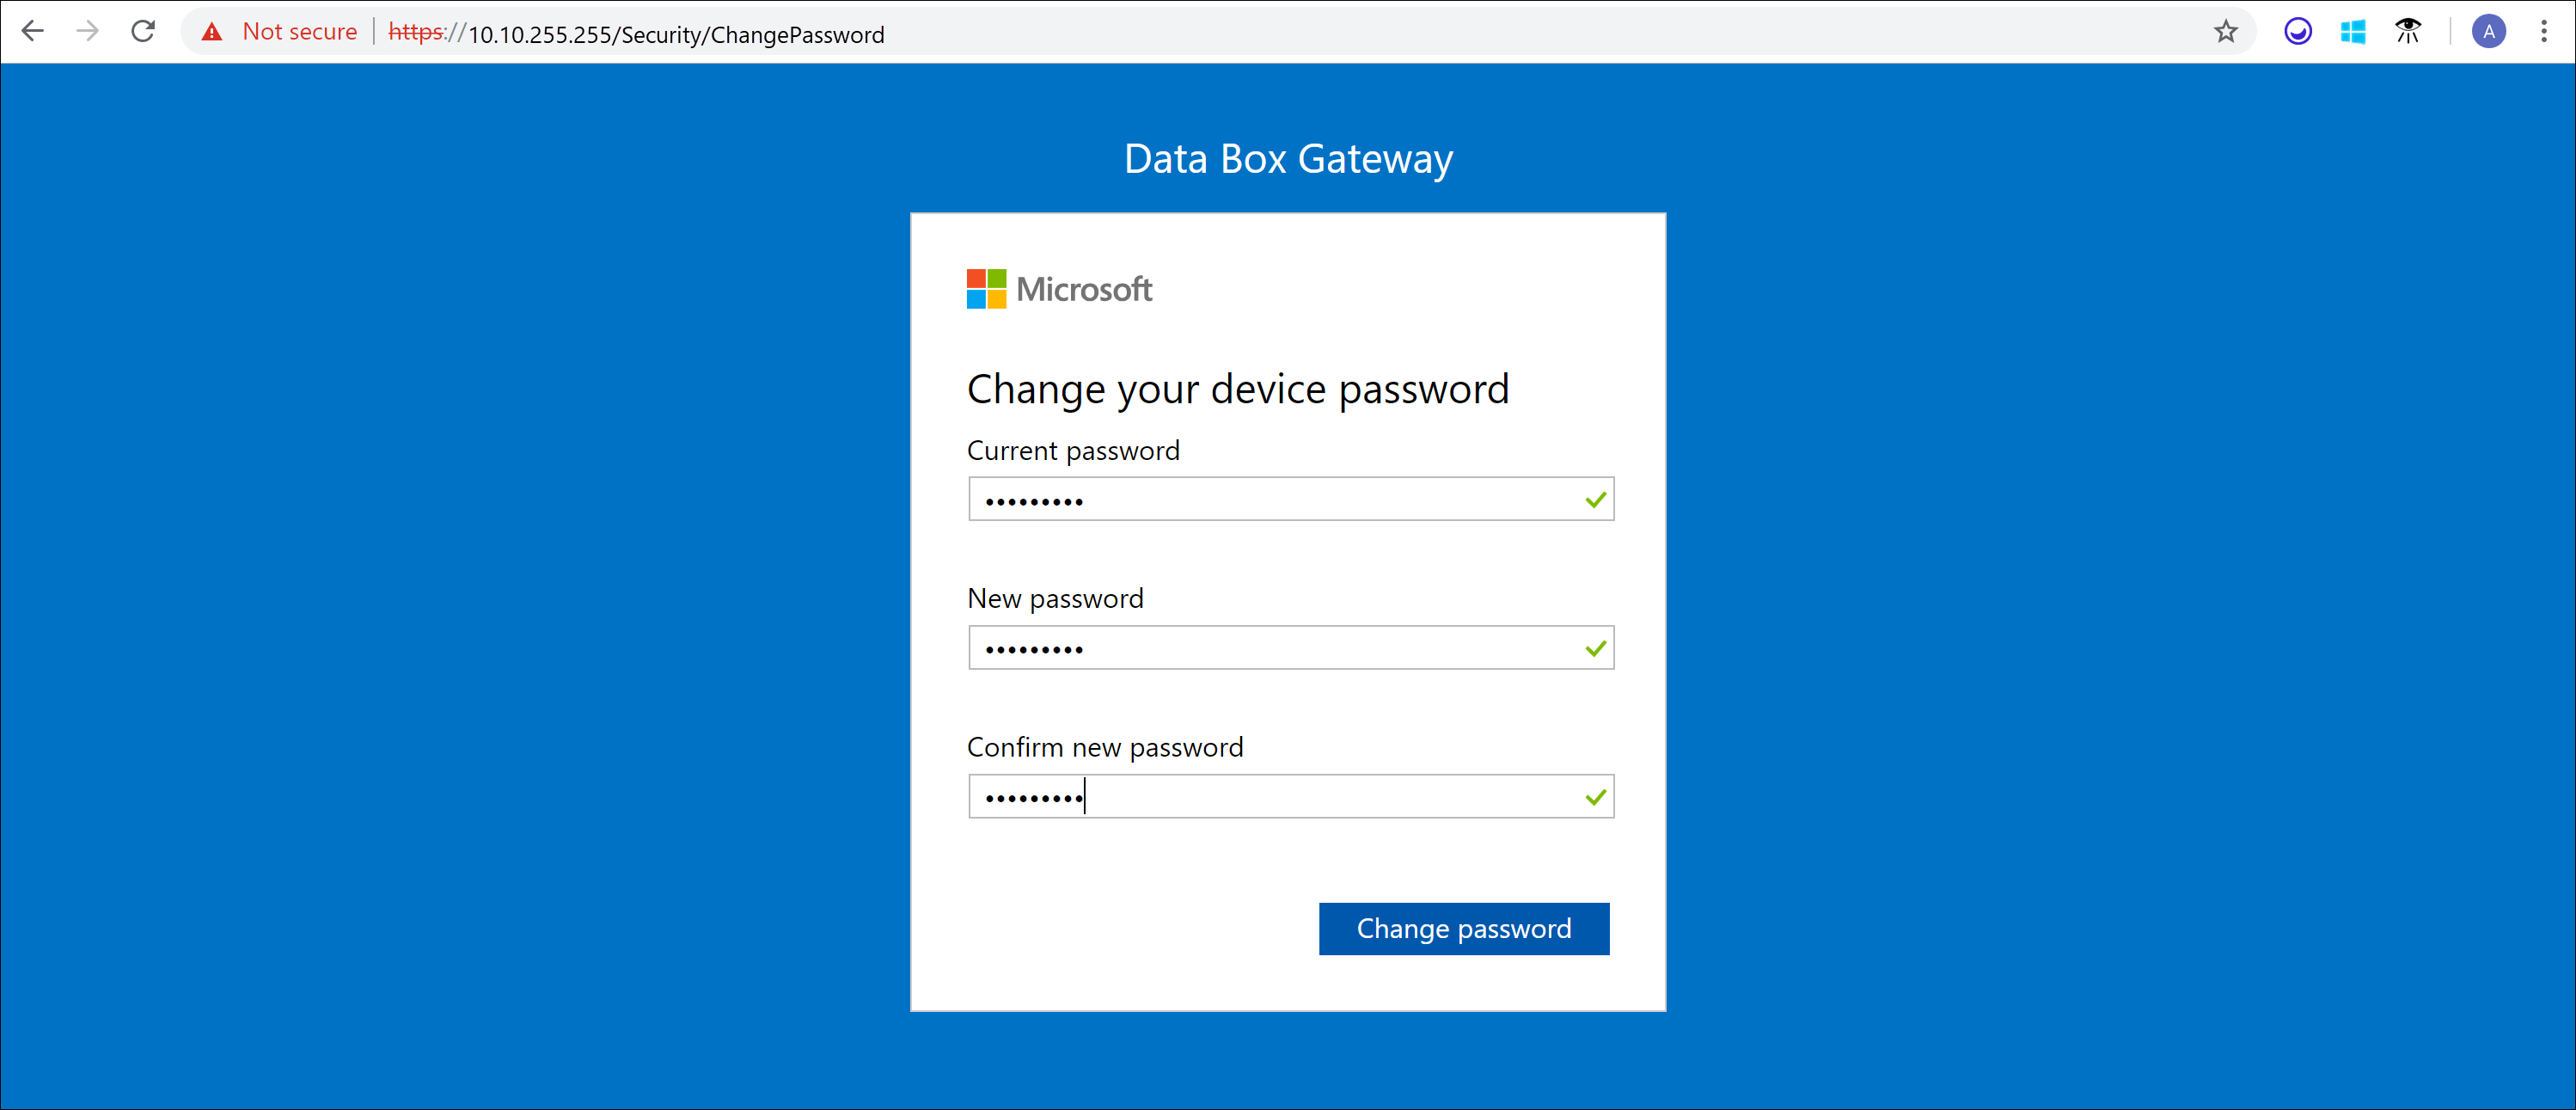 Not secure | https://10.10.255.255/Security/ChangePassword
A
Data Box Gateway
Microsoft
Change your device password
Current password
•••••••••
New password
•••••••••
Confirm new password
•••••••••
Change password